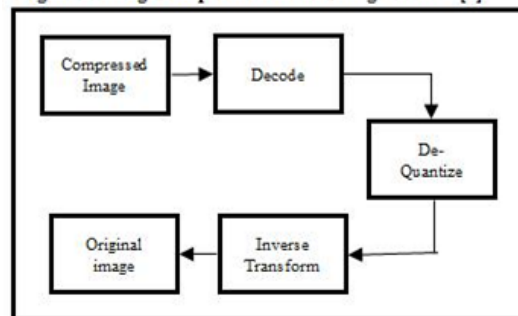 Compressed
Image
Decode
De-
Quantize
Inverse
Transform
Original
image